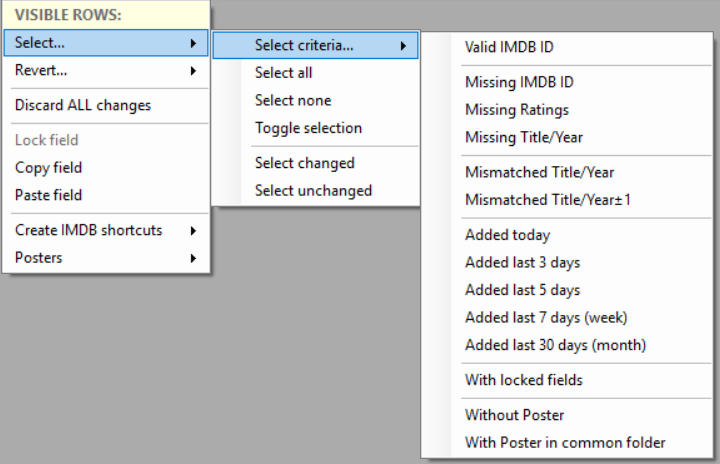 VISIBLE ROWS:
Select...
Revert...
Discard ALL changes
Lock field
Copy field
Paste field
Create IMDB shortcuts
Posters
Select criteria...
Select all
Select none
Toggle selection
Select changed
Select unchanged
Valid IMDB ID
Missing IMDB ID
Missing Ratings
Missing Title/Year
Mismatched Title/Year
Mismatched Title/Year±1
Added today
Added last 3 days
Added last 5 days
Added last 7 days (week)
Added last 30 days (month)
With locked fields
Without Poster
With Poster in common folder